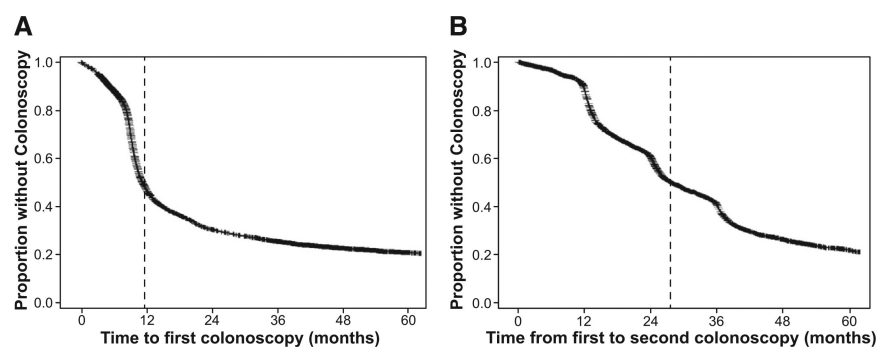 A
Proportion without Colonoscopy
1.0
0.8
0.6
0.4
0.2
0.0
0 12 24 36 48 60
Time to first colonoscopy (months)
B
Proportion without Colonoscopy
1.0
0.8
0.6
0.4
0.2
0.0
0 12 24 36 48 60
Time from first to second colonoscopy (months)